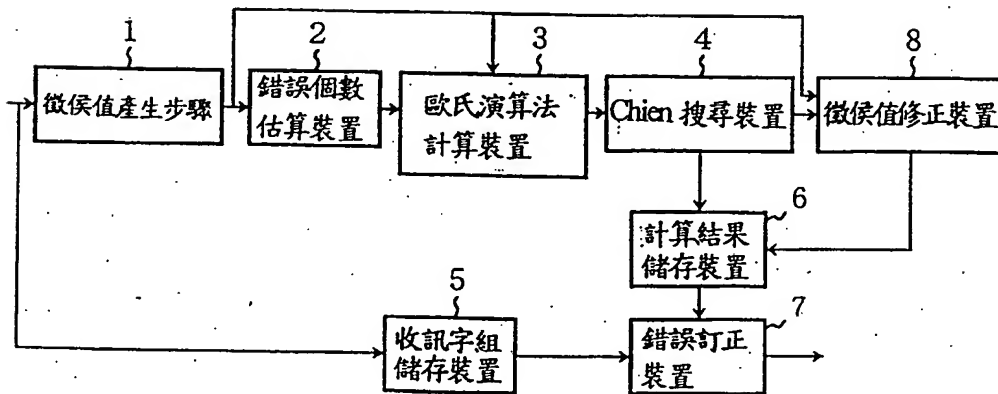 1
徵侯值產生步驟
2
錯誤個數
估算裝置
3
歐氏演算法
計算裝置
4
Chien 搜尋裝置
8
徵侯值修正裝置
6
計算結果
儲存裝置
5
收訊字組
儲存裝置
7
錯誤訂正
裝置